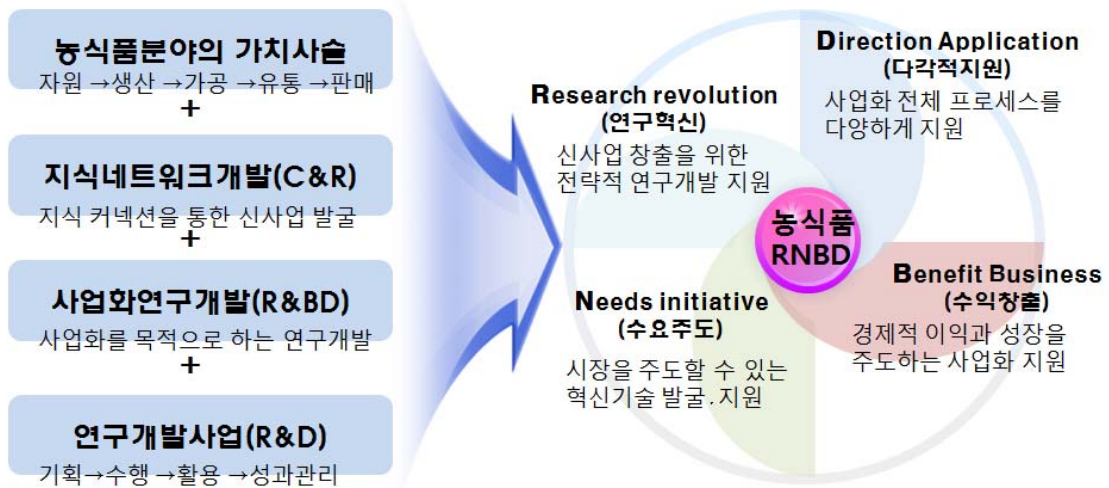 농식품분야의 가치사슬
자원 →생산 →가공 →유통 →판매
+
지식네트워크개발(C&R)
지식 커넥션을 통한 신사업 발굴
+
사업화연구개발(R&BD)
사업화를 목적으로 하는 연구개발
+
연구개발사업(R&D)
기획→수행 →활용 →성과관리
Research revolution
(연구혁신)
신사업 창출을 위한
전략적 연구개발 지원
Direction Application
(다각적지원)
사업화 전체 프로세스를
다양하게 지원
농식품
RNBD
Needs initiative
(수요주도)
시장을 주도할 수 있는
혁신기술 발굴.지원
Benefit Business
(수익창출)
경제적 이익과 성장을
주도하는 사업화 지원